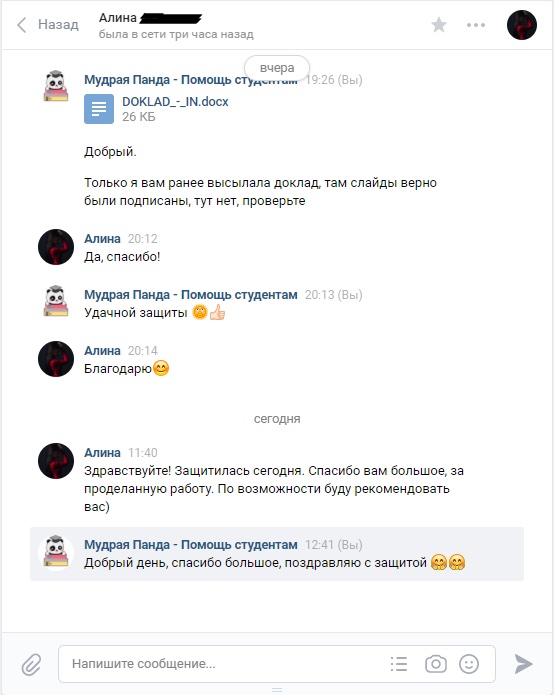 Назад
Алина
была в сети три часа назад
вчера
Мудрая Панда - Помощь студентам 19:26 (Вы)
DOKLAD_-_IN.docx
26 КБ
Добрый.
Только я вам ранее высылала доклад, там слайды верно
были подписаны, тут нет, проверьте
Алина 20:12
Да, спасибо!
Мудрая Панда - Помощь студентам 20:13 (Вы)
Удачной защиты
Алина 20:14
Благодарю
сегодня
Алина 11:40
Здравствуйте! Защитилась сегодня. Спасибо вам большое, за
проделанную работу. По возможности буду рекомендовать
вас)
Мудрая Панда - Помощь студентам 12:41 (Вы)
Добрый день, спасибо большое, поздравляю с защитой
Напишите сообщение...